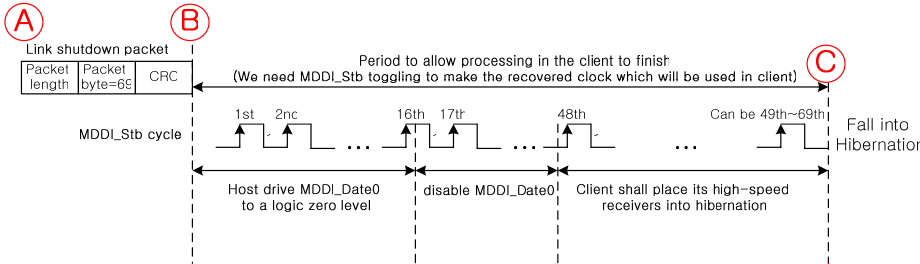 A
B
Link shutdown packet
Packet length
Packet byte=69
CRC
Period to allow processing in the client to finish
(We need MDDI_Stb toggling to make the recovered clock which will be used in client)
C
MDDI_Stb cycle
1st
2nc
16th
17th
48th
Can be 49th~69th
Fall into
Hibernation
Host drive MDDI_Date0
to a logic zero level
disable MDDI_Date0
Client shall place its high-speed
receivers into hibernation